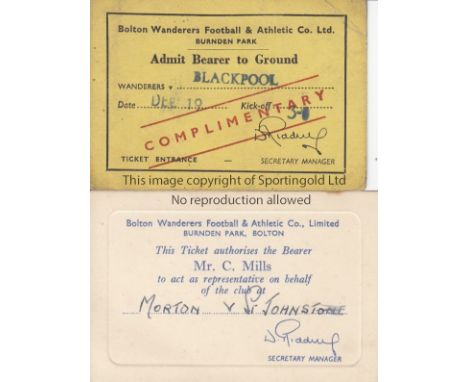 Bolton Wanderers Football & Athletic Co. Ltd.
BURNDEN PARK
Admit Bearer to Ground
BLACKPOOL
WANDERERS v
Date DEC 19 Kick-off 3-0
COMPLIMENTARY
TICKET ENTRANCE — SECRETARY MANAGER
This image copyright of Sportingold Ltd
No reproduction allowed
Bolton Wanderers Football & Athletic Co., Limited
BURNDEN PARK, BOLTON
This Ticket authorises the Bearer
Mr. C. Mills
to act as representative on behalf
of the club at
MORTON v ST JOHNSTONE
SECRETARY MANAGER